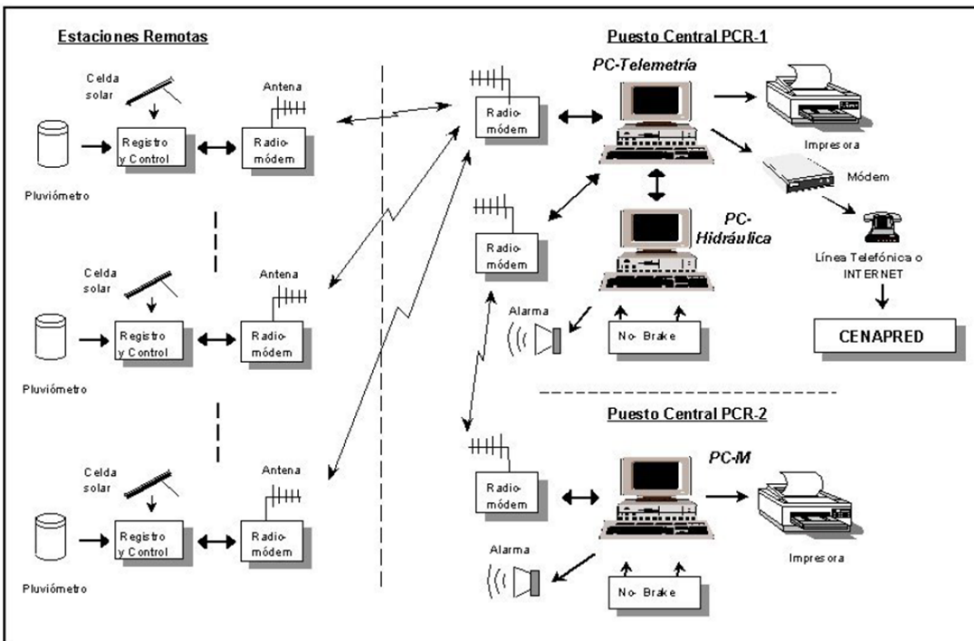 Estaciones Remotas
Celda
solar
Antena
Registro
y Control
Radio-
módem
Pluviómetro
Celda
solar
Antena
Registro
y Control
Radio-
módem
Pluviómetro
Celda
solar
Antena
Registro
y Control
Radio-
módem
Pluviómetro
Puesto Central PCR-1
PC-Telemetría
Radio-
módem
Impresora
Módem
Radio-
módem
PC-
Hidráulica
Línea Telefónica o
INTERNET
Alarma
No- Brake
CENAPRED
Puesto Central PCR-2
PC-M
Radio-
módem
Impresora
Alarma
No- Brake